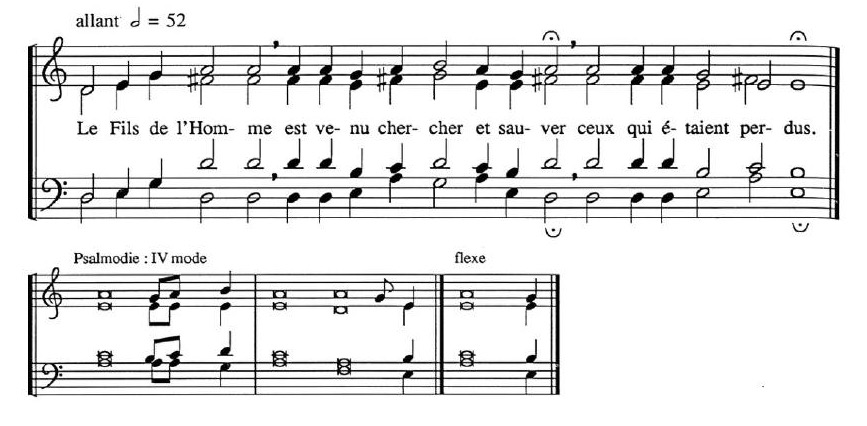 allant 𝅗𝅥 = 52
Le Fils de l'Hom- me est ve- nu cher- cher et sau- ver ceux qui é- taient per- dus.
Psalmodie : IV mode flexe